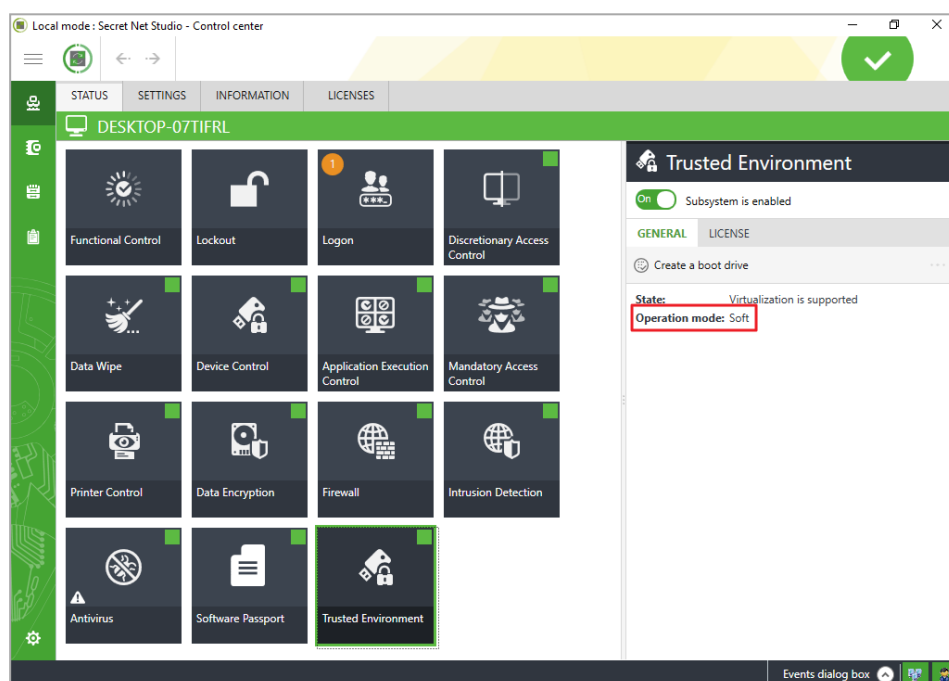 Local mode : Secret Net Studio - Control center
STATUS SETTINGS INFORMATION LICENSES
DESKTOP-07TIFRL
Functional Control
Lockout
1
Logon
Discretionary Access
Control
Data Wipe
Device Control
Application Execution
Control
Mandatory Access
Control
Printer Control
Data Encryption
Firewall
Intrusion Detection
Antivirus
Software Passport
Trusted Environment
Trusted Environment
On Subsystem is enabled
GENERAL LICENSE
Create a boot drive
State: Virtualization is supported
Operation mode: Soft
Events dialog box